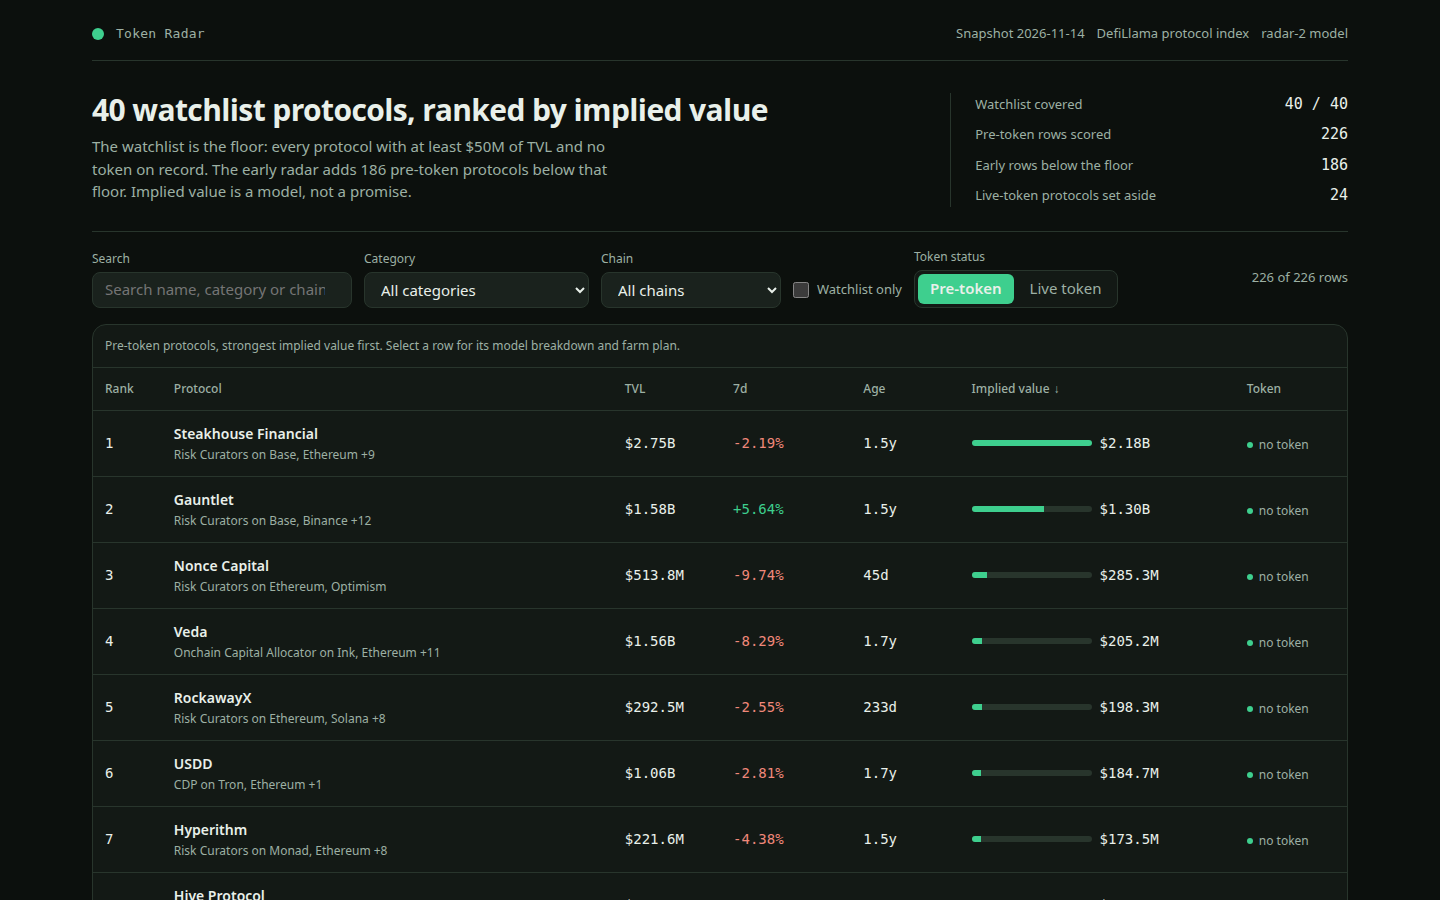 Token Radar
Snapshot 2026-11-14 DefiLlama protocol index radar-2 model
40 watchlist protocols, ranked by implied value
The watchlist is the floor: every protocol with at least $50M of TVL and no
token on record. The early radar adds 186 pre-token protocols below that
floor. Implied value is a model, not a promise.
Watchlist covered 40 / 40
Pre-token rows scored 226
Early rows below the floor 186
Live-token protocols set aside 24
Search
Category
Chain
Token status
Search name, category or chain
All categories
All chains
Watchlist only
Pre-token
Live token
226 of 226 rows
Pre-token protocols, strongest implied value first. Select a row for its model breakdown and farm plan.
Rank Protocol TVL 7d Age Implied value ↓ Token
1 Steakhouse Financial $2.75B -2.19% 1.5y $2.18B no token
Risk Curators on Base, Ethereum +9
2 Gauntlet $1.58B +5.64% 1.5y $1.30B no token
Risk Curators on Base, Binance +12
3 Nonce Capital $513.8M -9.74% 45d $285.3M no token
Risk Curators on Ethereum, Optimism
4 Veda $1.56B -8.29% 1.7y $205.2M no token
Onchain Capital Allocator on Ink, Ethereum +11
5 RockawayX $292.5M -2.55% 233d $198.3M no token
Risk Curators on Ethereum, Solana +8
6 USDD $1.06B -2.81% 1.7y $184.7M no token
CDP on Tron, Ethereum +1
7 Hyperithm $221.6M -4.38% 1.5y $173.5M no token
Risk Curators on Monad, Ethereum +8
Hive Protocol